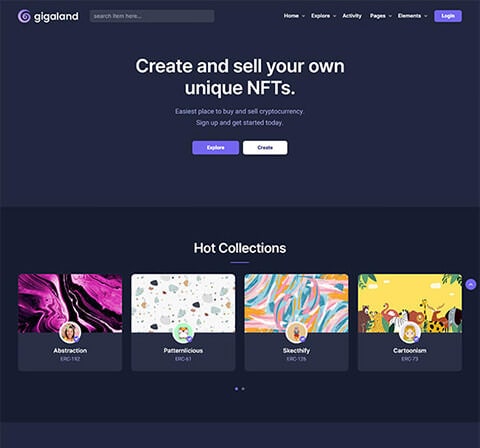 gigaland
search item here...
Home
Explore
Activity
Pages
Elements
Login
Create and sell your own
unique NFTs.
Easiest place to buy and sell cryptocurrency.
Sign up and get started today.
Explore
Create
Hot Collections
Abstraction
ERC-192
Patternlicious
ERC-61
Skecthify
ERC-126
Cartoonism
ERC-73